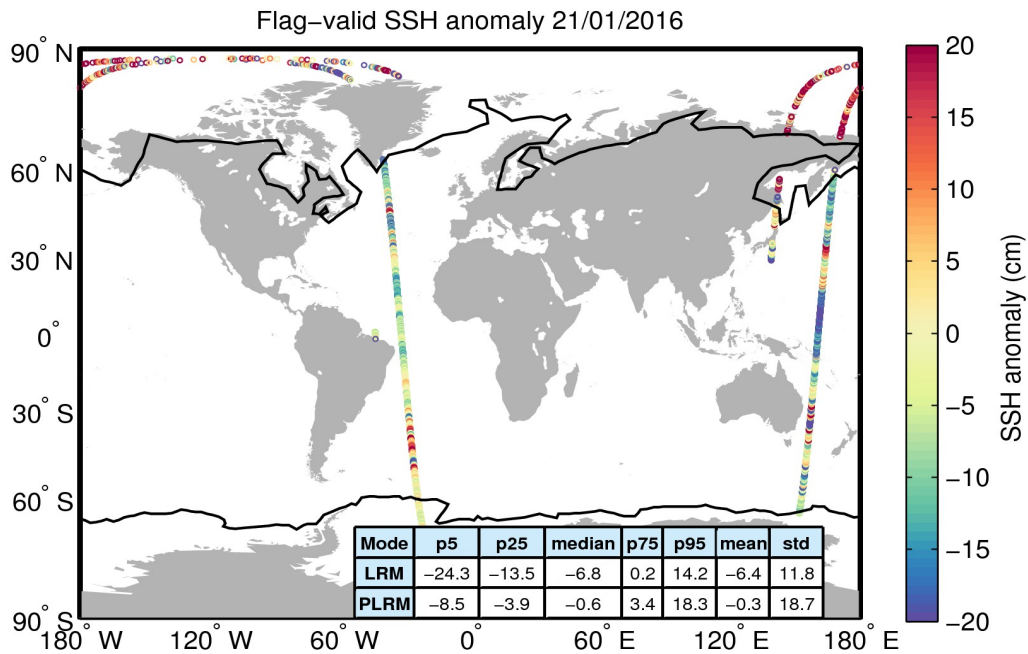 Flag−valid SSH anomaly 21/01/2016
90° N
60° N
30° N
0°
30° S
60° S
90° S
180° W
120° W
60° W
0°
60° E
120° E
180° E
Mode p5 p25 median p75 p95 mean std
LRM −24.3 −13.5 −6.8 0.2 14.2 −6.4 11.8
PLRM −8.5 −3.9 −0.6 3.4 18.3 −0.3 18.7
20
15
10
5
0
−5
−10
−15
−20
SSH anomaly (cm)